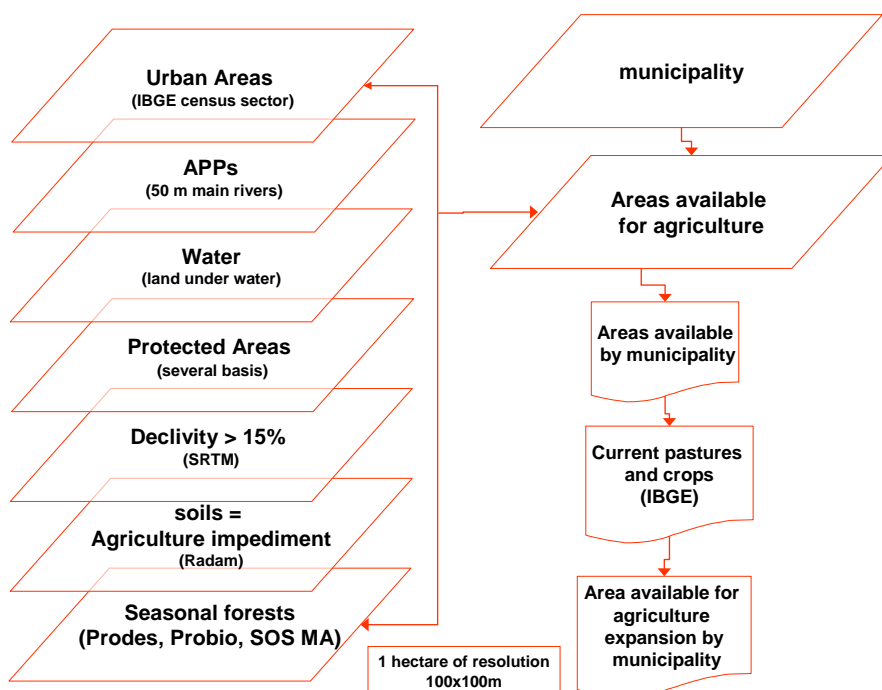 Urban Areas
(IBGE census sector)
APPs
(50 m main rivers)
Water
(land under water)
Protected Areas
(several basis)
Declivity > 15%
(SRTM)
soils =
Agriculture impediment
(Radam)
Seasonal forests
(Prodes, Probio, SOS MA)
municipality
Areas available
for agriculture
Areas available
by municipality
Current pastures
and crops
(IBGE)
Area available for
agriculture
expansion by
municipality
1 hectare of resolution
100x100m